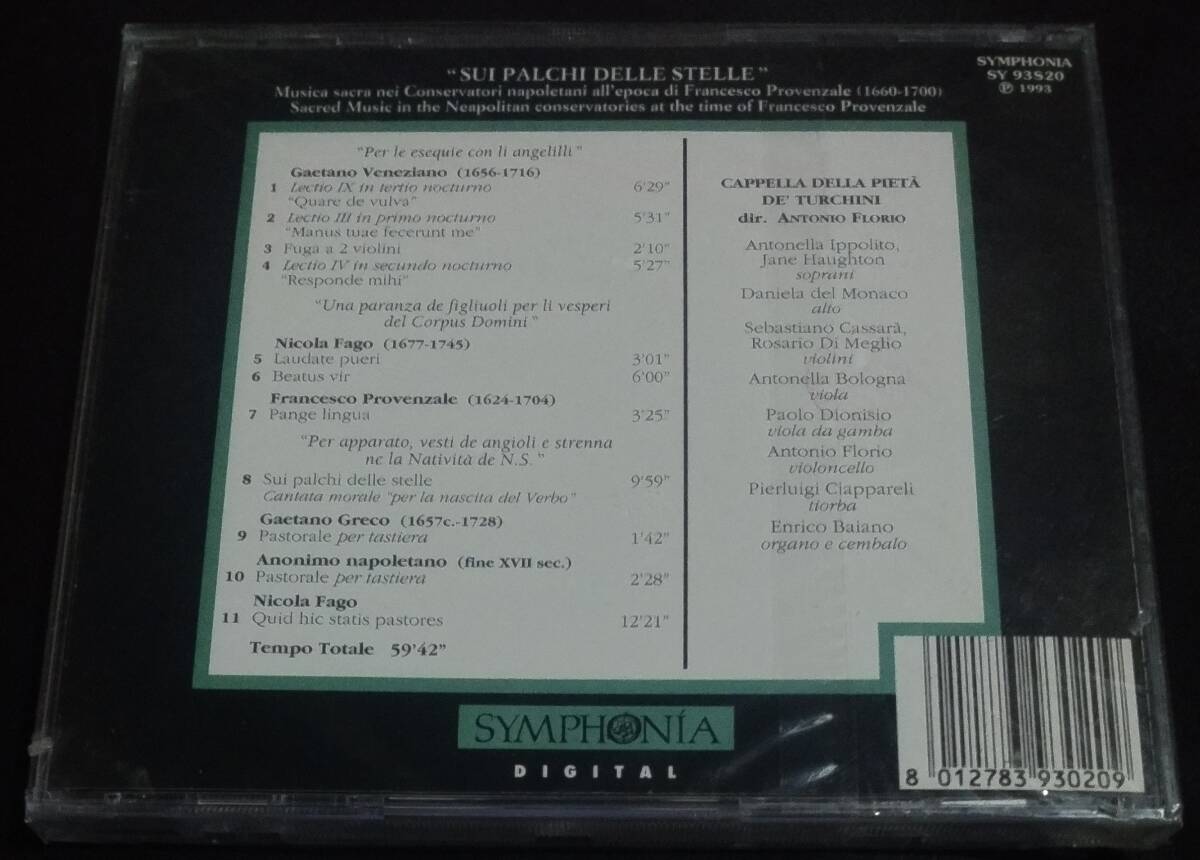 "SUI PALCHI DELLE STELLE"
Musica sacra nei Conservatori napoletani all'epoca di Francesco Provenzale (1660-1700)
Sacred Music in the Neapolitan conservatories at the time of Francesco Provenzale
SYMPHONIA
SY 93S20
℗ 1993
"Per le esequie con li angelilli"
Gaetano Veneziano (1656-1716)
1 Lectio IX in tertio nocturno 6'29"
"Quare de vulva"
2 Lectio III in primo nocturno 5'31"
"Manus tuae fecerunt me"
3 Fuga a 2 violini 2'10"
4 Lectio IV in secundo nocturno 5'27"
"Responde mihi"
"Una paranza de figliuoli per li vesperi
del Corpus Domini"
Nicola Fago (1677-1745)
5 Laudate pueri 3'01"
6 Beatus vir 6'00"
Francesco Provenzale (1624-1704)
7 Pange lingua 3'25"
"Per apparato, vesti de angioli e strenna
ne la Natività de N.S."
8 Sui palchi delle stelle 9'59"
Cantata morale "per la nascita del Verbo"
Gaetano Greco (1657c.-1728)
9 Pastorale per tastiera 1'42"
Anonimo napoletano (fine XVII sec.)
10 Pastorale per tastiera 2'28"
Nicola Fago
11 Quid hic statis pastores 12'21"
Tempo Totale 59'42"
CAPPELLA DELLA PIETÀ
DE' TURCHINI
dir. ANTONIO FLORIO
Antonella Ippolito,
Jane Haughton
soprani
Daniela del Monaco
alto
Sebastiano Cassarà,
Rosario Di Meglio
violini
Antonella Bologna
viola
Paolo Dionisio
viola da gamba
Antonio Florio
violoncello
Pierluigi Ciappareli
tiorba
Enrico Baiano
organo e cembalo
SYMPHONÍA
DIGITAL
8 012783 930209